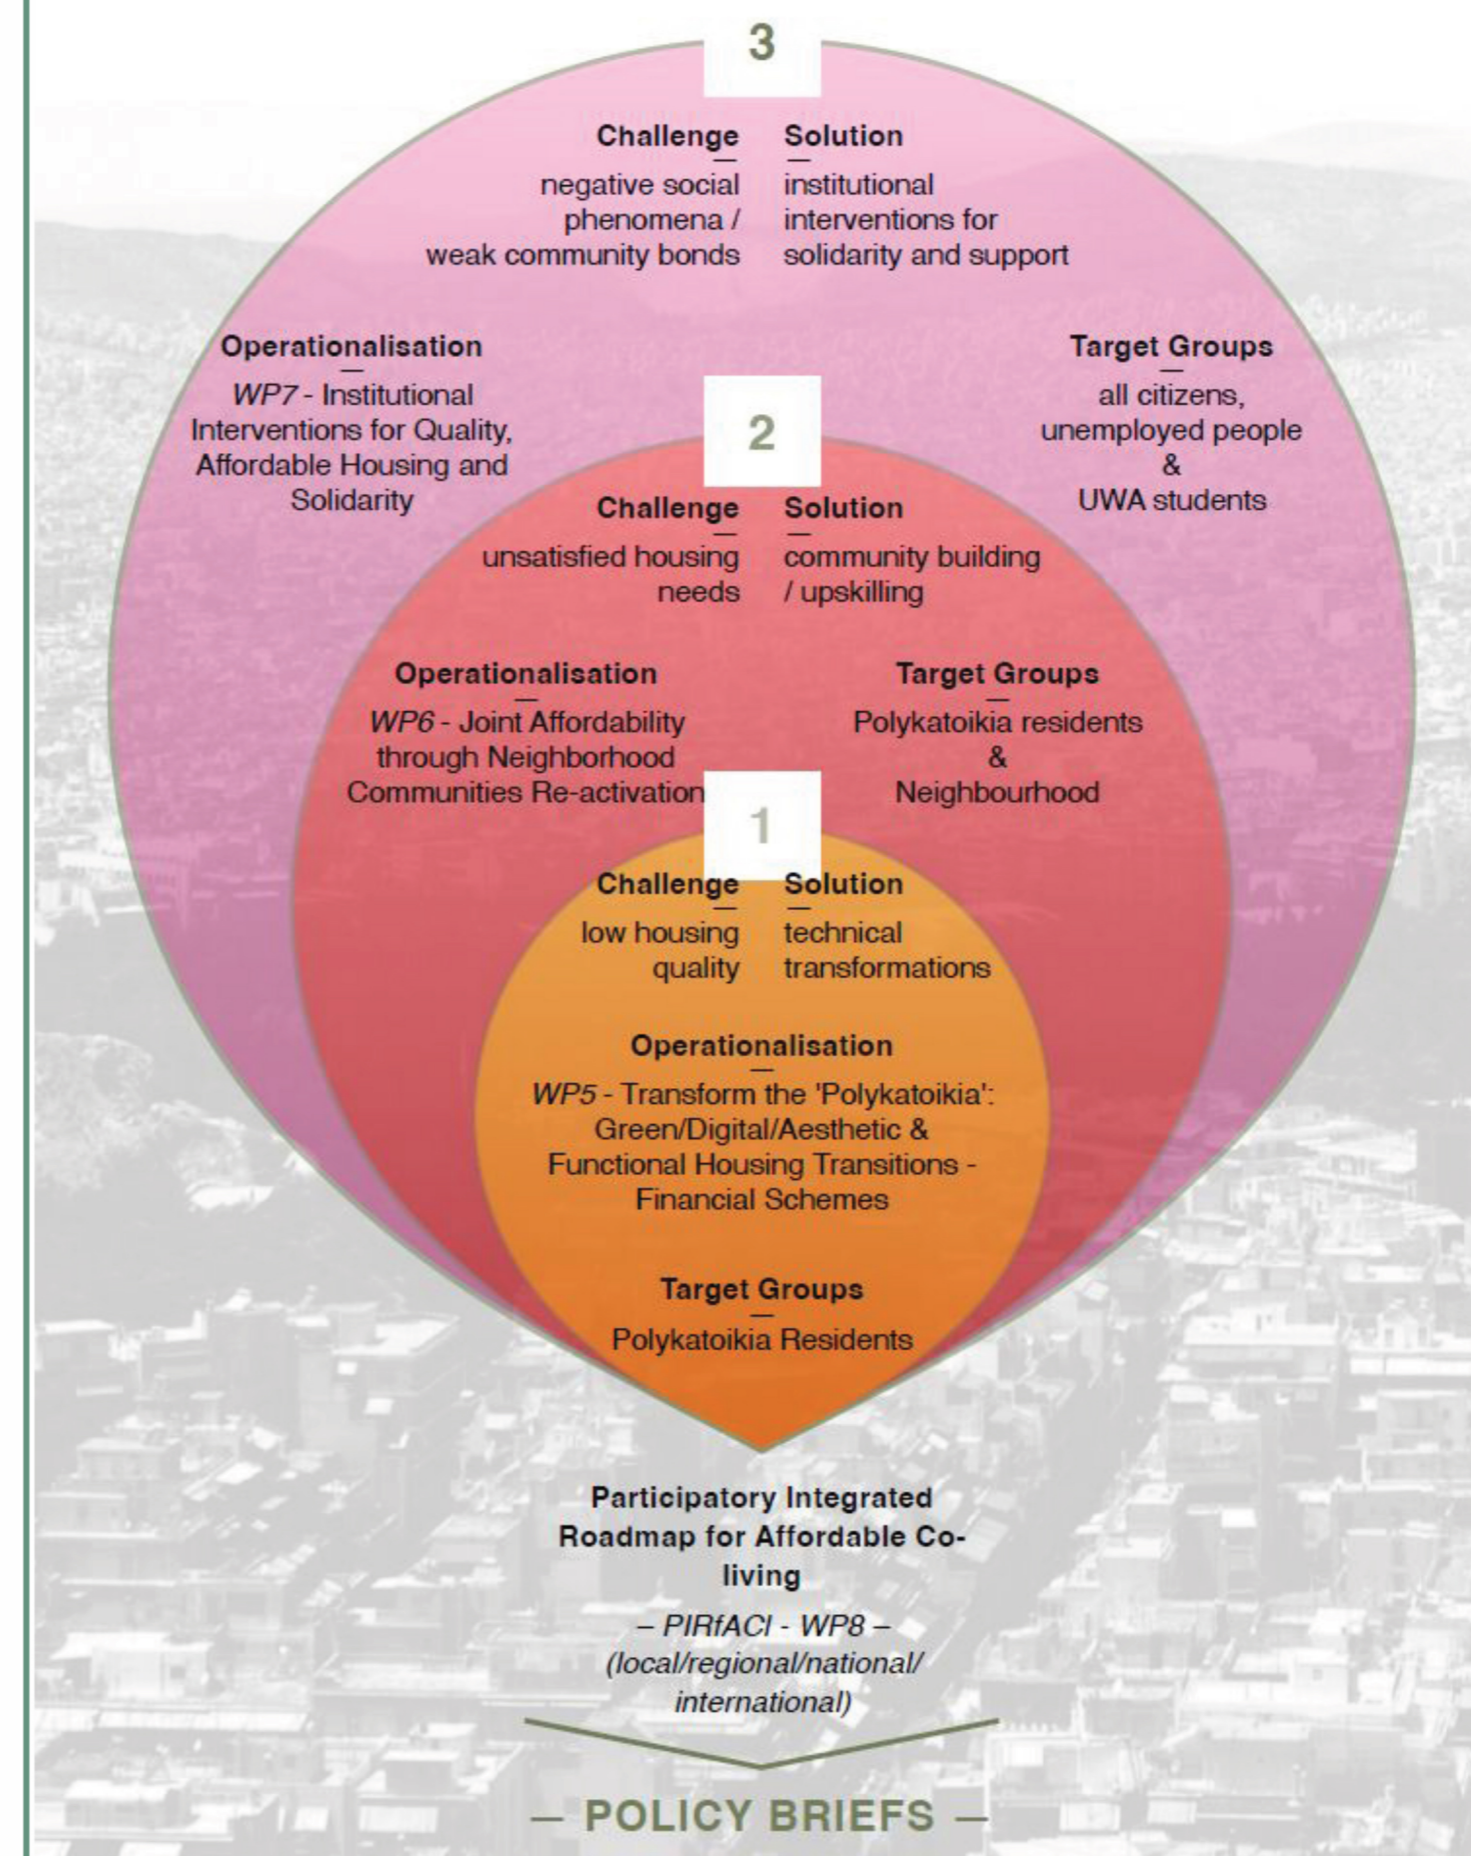 3
Challenge
negative social
phenomena /
weak community bonds
Solution
institutional
interventions for
solidarity and support
Operationalisation
WP7 - Institutional
Interventions for Quality,
Affordable Housing and
Solidarity
Target Groups
all citizens,
unemployed people
&
UWA students
2
Challenge
unsatisfied housing
needs
Solution
community building
/ upskilling
Operationalisation
WP6 - Joint Affordability
through Neighborhood
Communities Re-activation
Target Groups
Polykatoikia residents
&
Neighbourhood
1
Challenge
low housing
quality
Solution
technical
transformations
Operationalisation
WP5 - Transform the 'Polykatoikia':
Green/Digital/Aesthetic &
Functional Housing Transitions -
Financial Schemes
Target Groups
Polykatoikia Residents
Participatory Integrated
Roadmap for Affordable Co-
living
– PIRfACl - WP8 –
(local/regional/national/
international)
— POLICY BRIEFS —